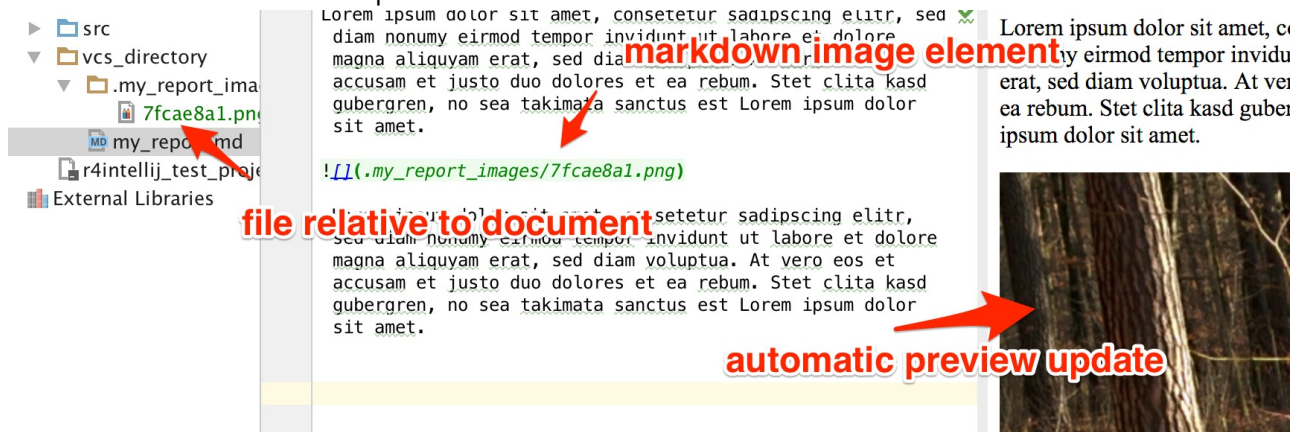 src
vcs_directory
.my_report_ima
7fcae8a1.png
my_repo md
r4intellij_test_proje
External Libraries
Lorem ipsum dolor sit amet, consetetur sadipscing elitr, sed
diam nonumy eirmod tempor invidunt ut labore et dolore
magna aliquyam erat, sed dia
accusam et justo duo dolores et ea rebum. Stet clita kasd
gubergren, no sea takimata sanctus est Lorem ipsum dolor
sit amet.
![](.my_report_images/7fcae8a1.png)
dolor sit amet, consetetur sadipscing elitr,
sed diam nonumy eirmod tempor invidunt ut labore et dolore
magna aliquyam erat, sed diam voluptua. At vero eos et
accusam et justo duo dolores et ea rebum. Stet clita kasd
gubergren, no sea takimata sanctus est Lorem ipsum dolor
sit amet.
markdown image element
file relative to document
automatic preview update
Lorem ipsum dolor sit amet, co
my eirmod tempor invidu
erat, sed diam voluptua. At ver
ea rebum. Stet clita kasd guber
ipsum dolor sit amet.